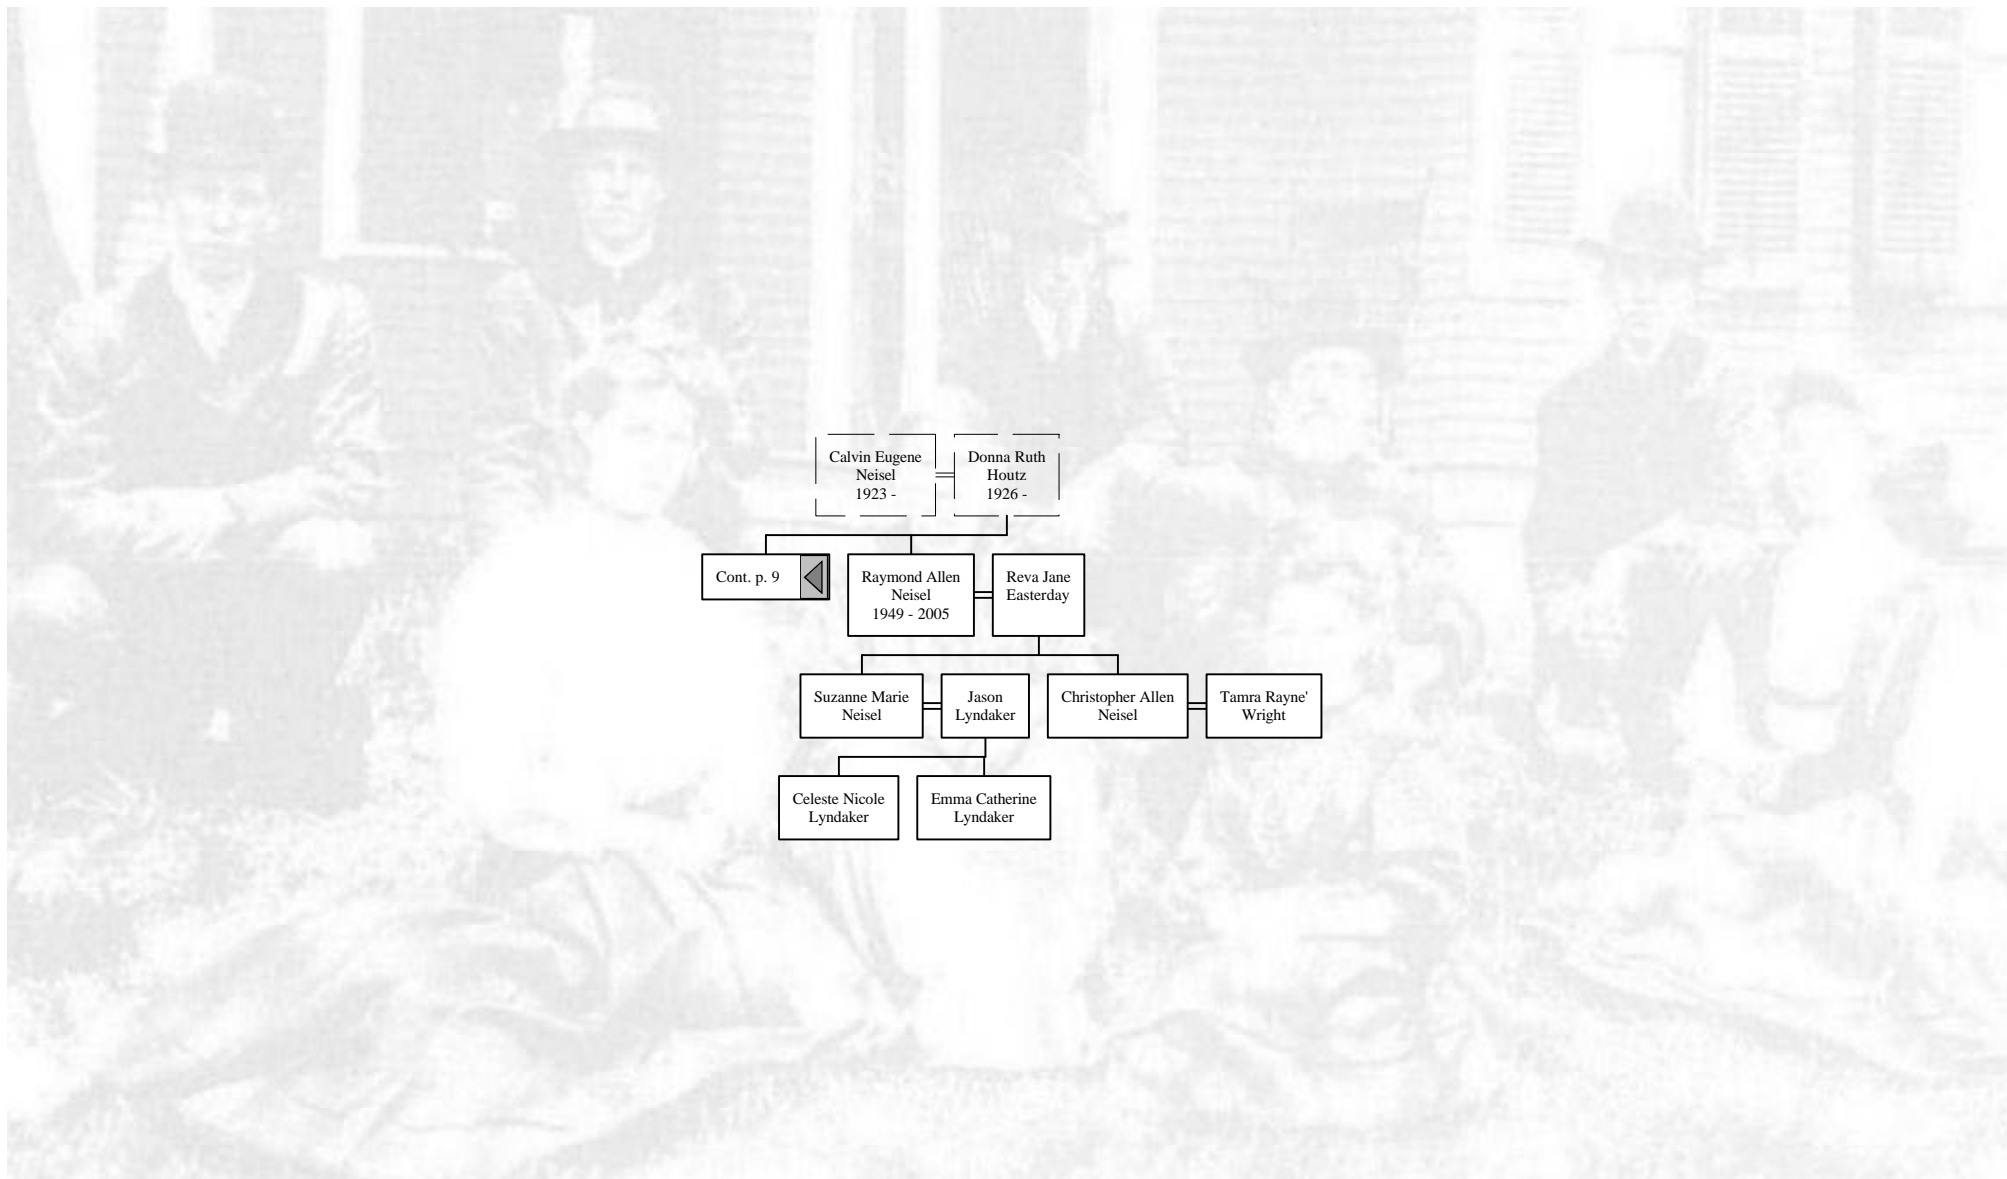 Calvin Eugene
Neisel
1923 -
Donna Ruth
Houtz
1926 -
Cont. p. 9
Raymond Allen
Neisel
1949 - 2005
Reva Jane
Easterday
Suzanne Marie
Neisel
Jason
Lyndaker
Christopher Allen
Neisel
Tamra Rayne'
Wright
Celeste Nicole
Lyndaker
Emma Catherine
Lyndaker